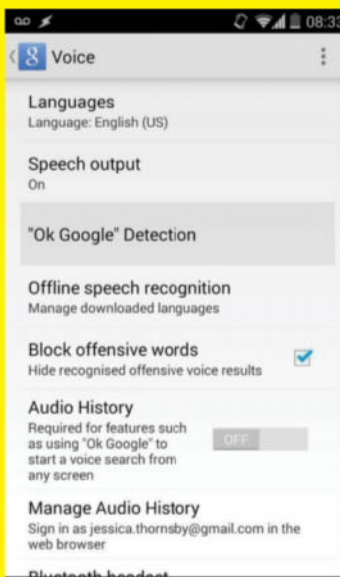 08:33
8 Voice
Languages
Language: English (US)
Speech output
On
"Ok Google" Detection
Offline speech recognition
Manage downloaded languages
Block offensive words
Hide recognised offensive voice results
Audio History
Required for features such
as using "Ok Google" to
start a voice search from
any screen
OFF
Manage Audio History
Sign in as jessica.thornsby@gmail.com in the
web browser
Bluetooth headset